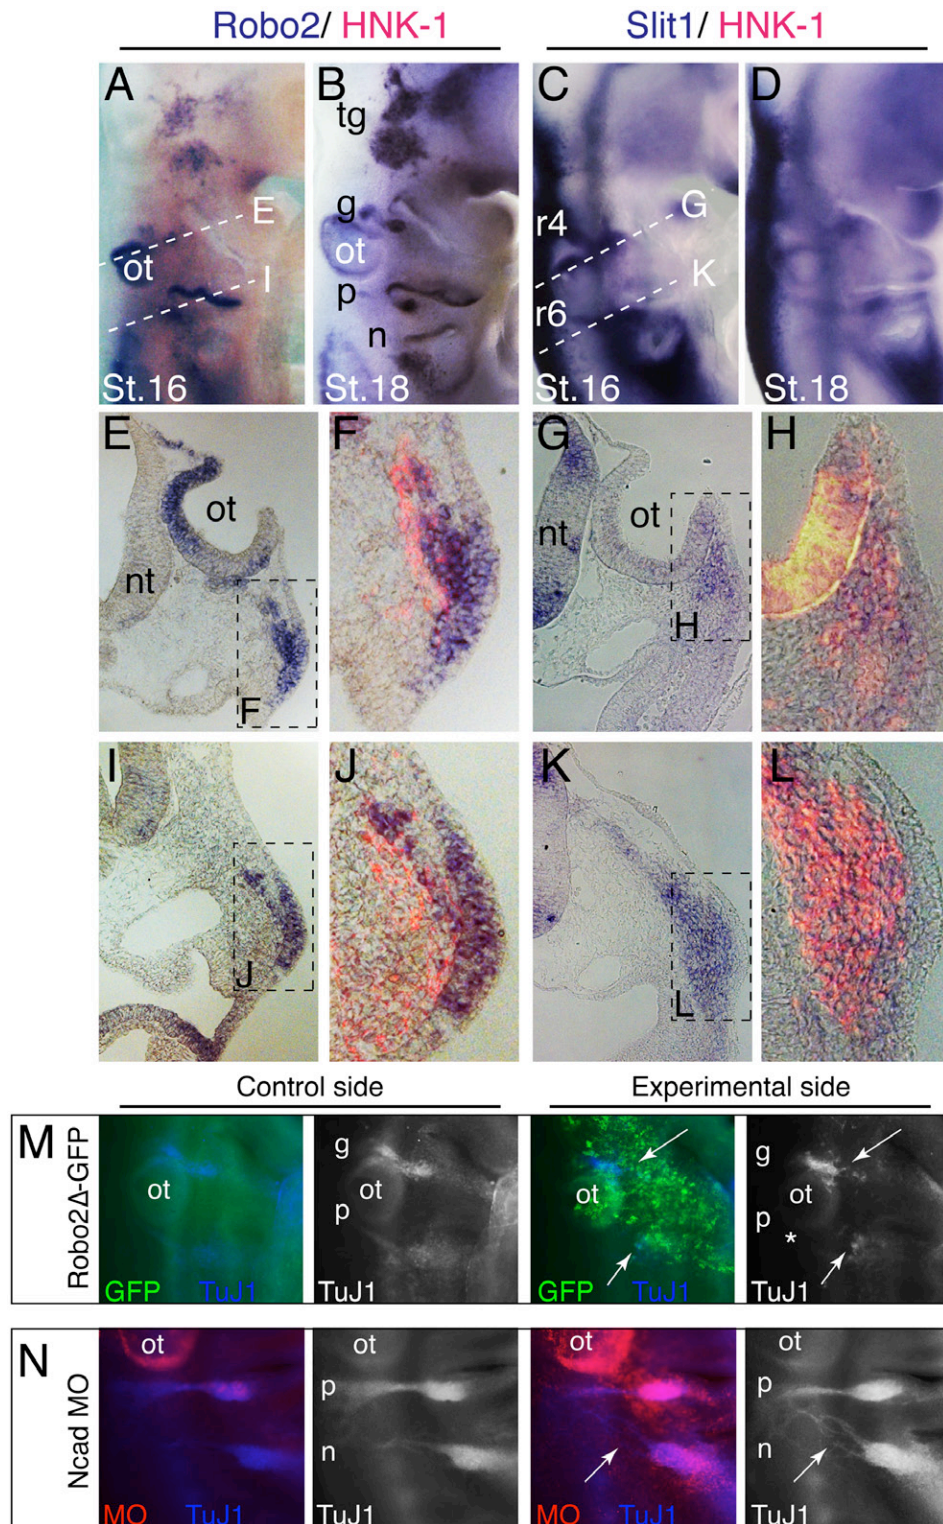 Robo2/ HNK-1
Slit1/ HNK-1
A
B
C
D
tg
g
E
G
r4
ot
ot
I
p
K
r6
n
St.16
St.18
St.16
St.18
E
F
G
H
ot
ot
nt
nt
H
F
I
J
K
L
J
L
Control side
Experimental side
M
Robo2Δ-GFP
ot
g
ot
p
ot
g
ot
p
*
GFP TuJ1
TuJ1
GFP TuJ1
TuJ1
N
Ncad MO
ot
ot
p
n
ot
ot
p
n
MO TuJ1
TuJ1
MO TuJ1
TuJ1